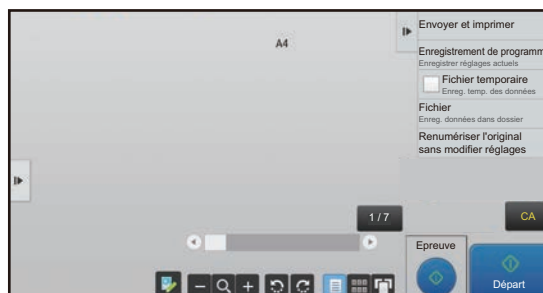 A4
Envoyer et imprimer
Enregistrement de programm
Enregistrer réglages actuels
Fichier temporaire
Enreg. temp. des données
Fichier
Enreg. données dans dossier
Renumériser l'original
sans modifier réglages
1 / 7
CA
Epreuve
Départ